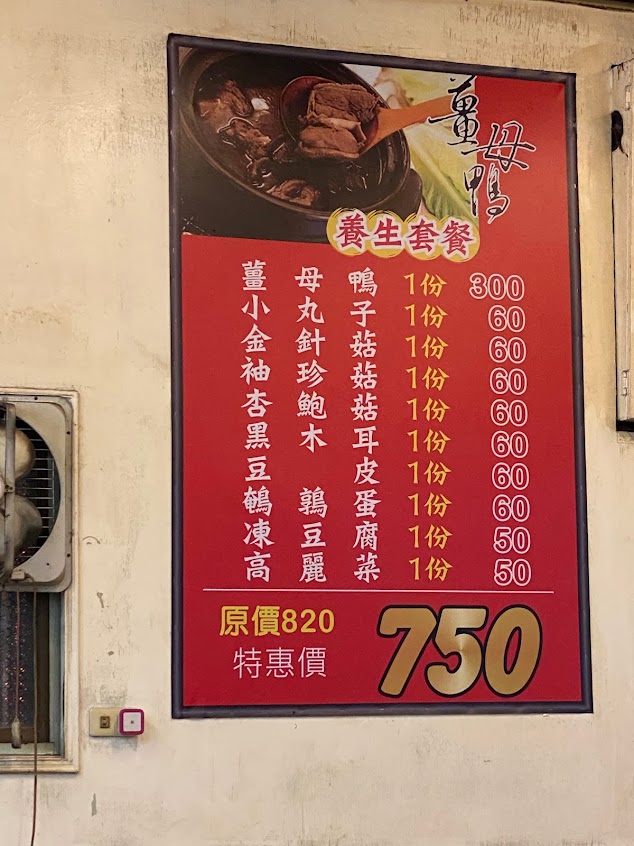 薑母鴨
養生套餐
薑母鴨 1份 300
小丸子 1份 60
金針菇 1份 60
袖珍菇 1份 60
杏鮑菇 1份 60
黑木耳 1份 60
豆皮 1份 60
鵪鶉蛋 1份 60
凍豆腐 1份 50
高麗菜 1份 50
原價820
特惠價 750